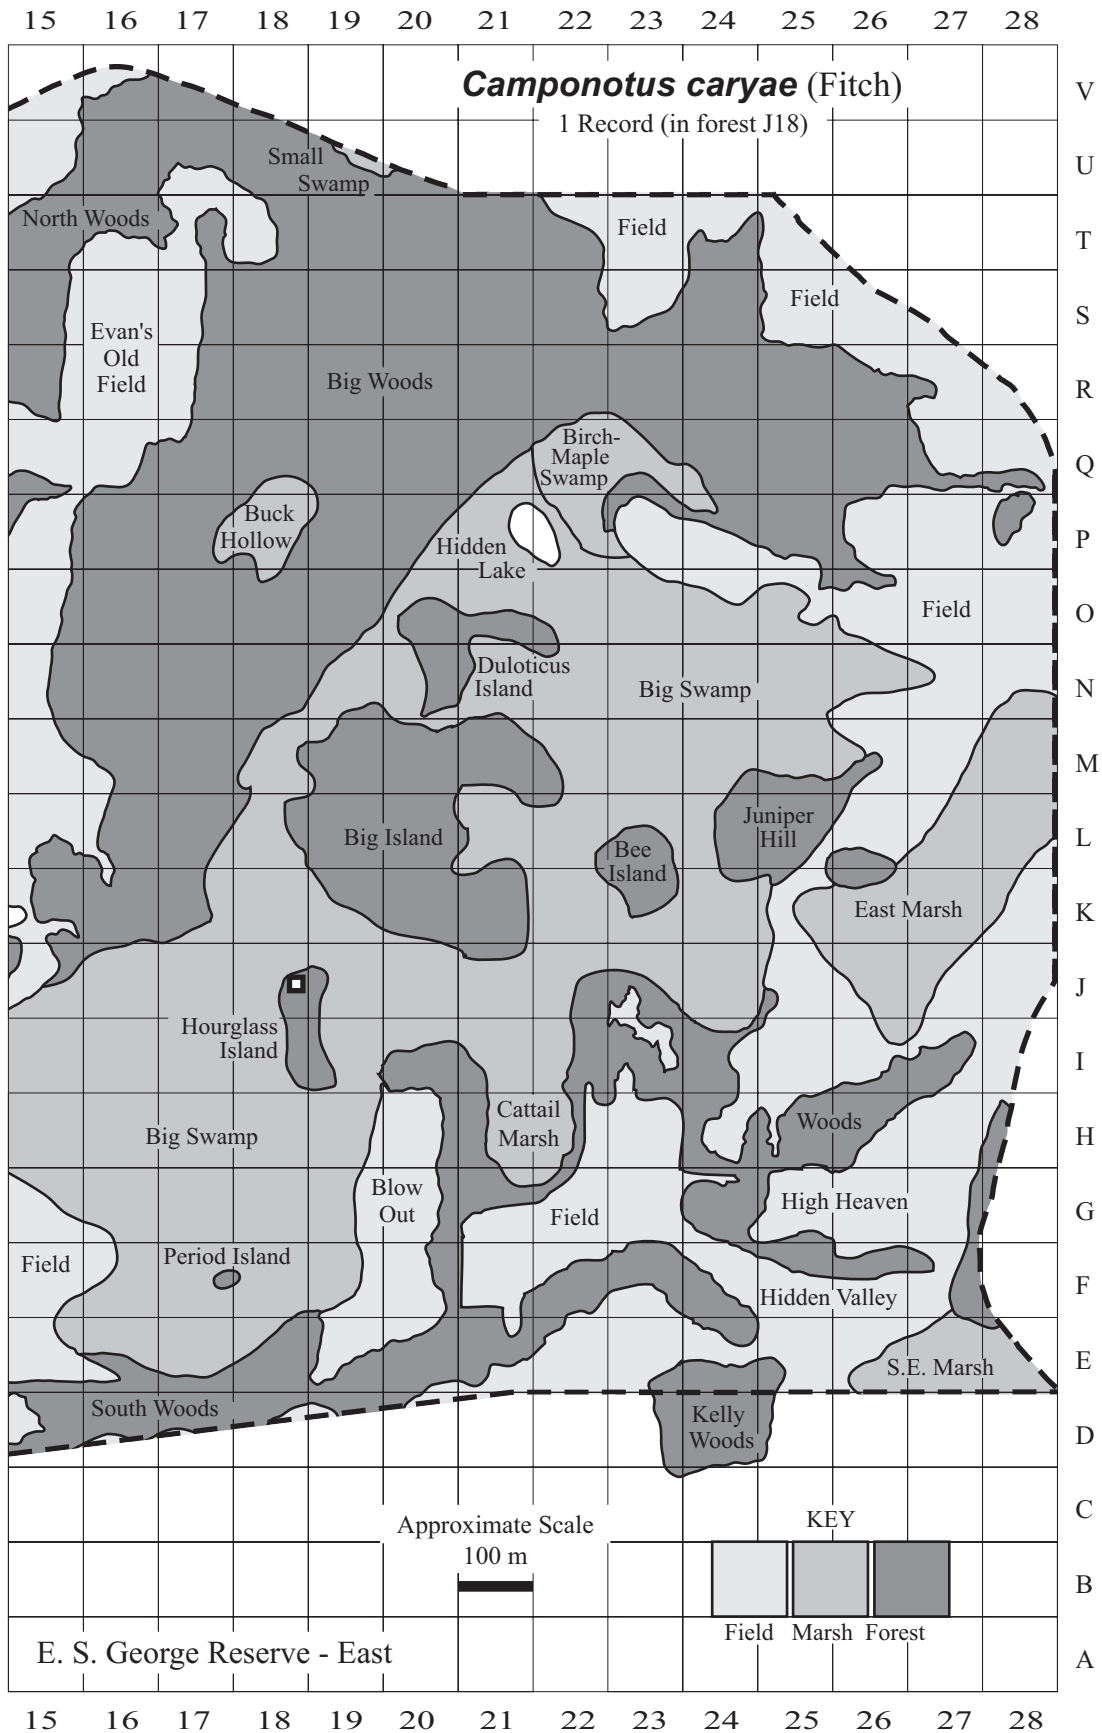 15 16 17 18 19 20 21 22 23 24 25 26 27 28
Camponotus caryae (Fitch)
V
1 Record (in forest J18)
Small
Swamp
U
North Woods
Field
T
Field
S
Evan's
Old
Field
Big Woods
R
Birch-
Maple
Swamp
Q
Buck
Hollow
Hidden
Lake
P
Field
O
Duloticus
Island
Big Swamp
N
M
Big Island
Juniper
Hill
L
Bee
Island
East Marsh
K
J
Hourglass
Island
I
Cattail
Marsh
Woods
H
Big Swamp
Blow
Out
Field
High Heaven
G
Field
Period Island
Hidden Valley
F
S.E. Marsh
E
South Woods
Kelly
Woods
D
Approximate Scale
100 m
KEY
C
B
Field Marsh Forest
E. S. George Reserve - East
A
15 16 17 18 19 20 21 22 23 24 25 26 27 28